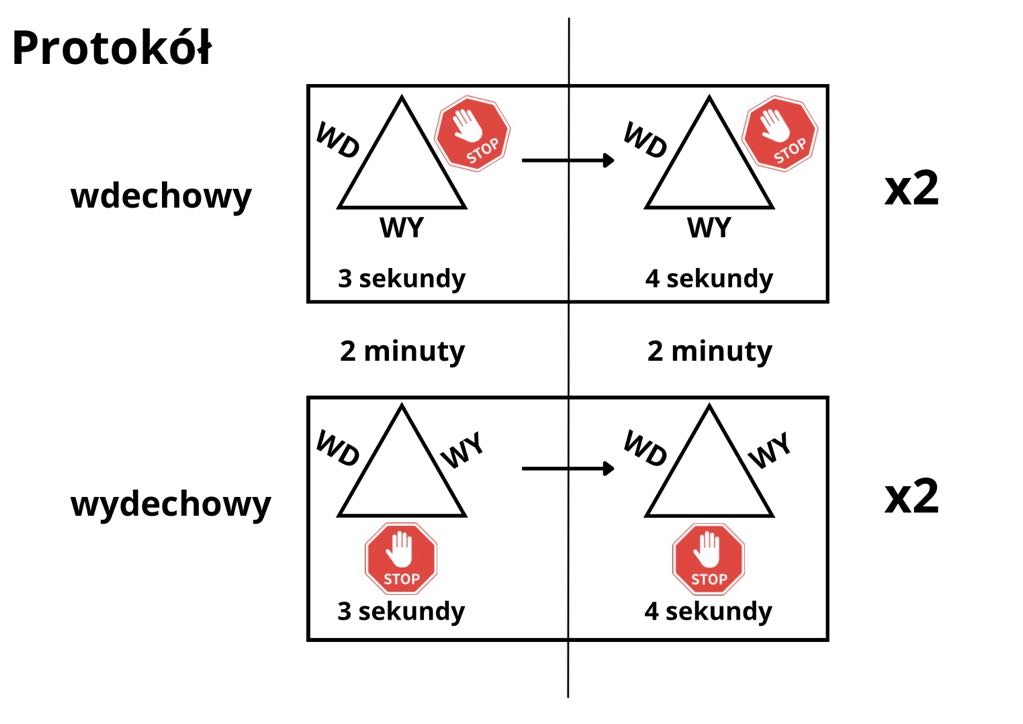 Protokół
wdechowy
WD
STOP
WY
3 sekundy
WD
STOP
WY
4 sekundy
x2
2 minuty
2 minuty
wydechowy
WD
WY
STOP
3 sekundy
WD
WY
STOP
4 sekundy
x2